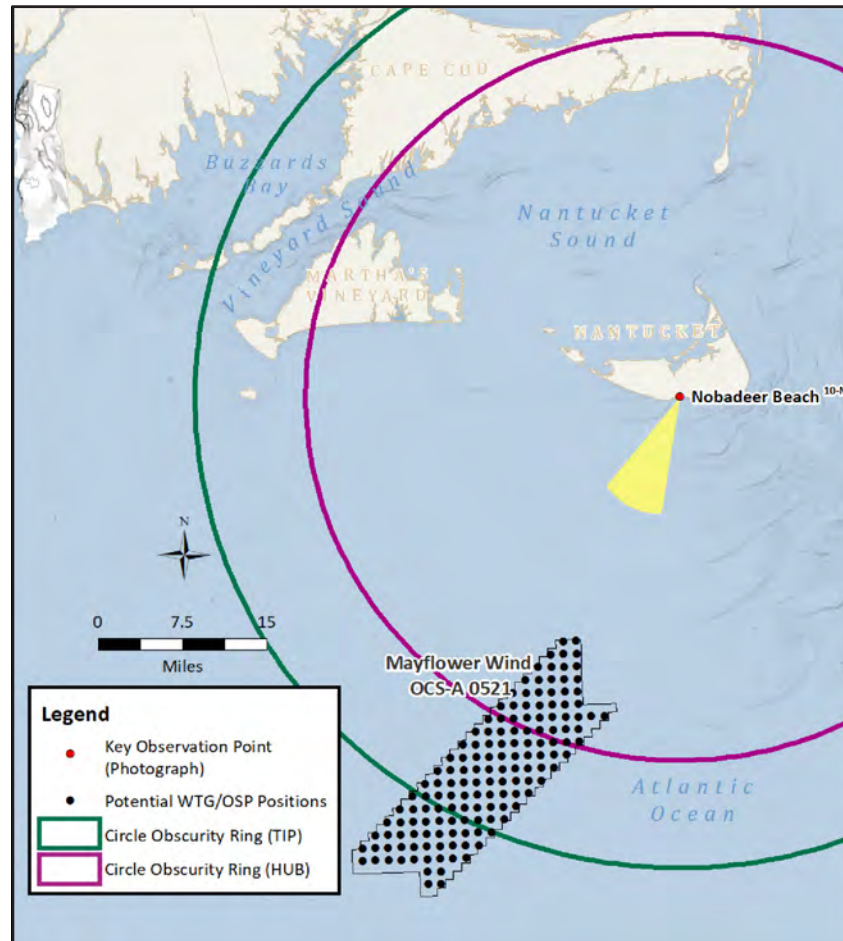 CAPE COD
Buzzards
Bay
Vineyard Sound
Nantucket
Sound
MARTHA'S
VINEYARD
NANTUCKET
Nobadeer Beach
N
0 7.5 15
Miles
Mayflower Wind
OCS-A 0521
Atlantic
Ocean
Legend
Key Observation Point
(Photograph)
Potential WTG/OSP Positions
Circle Obscurity Ring (TIP)
Circle Obscurity Ring (HUB)